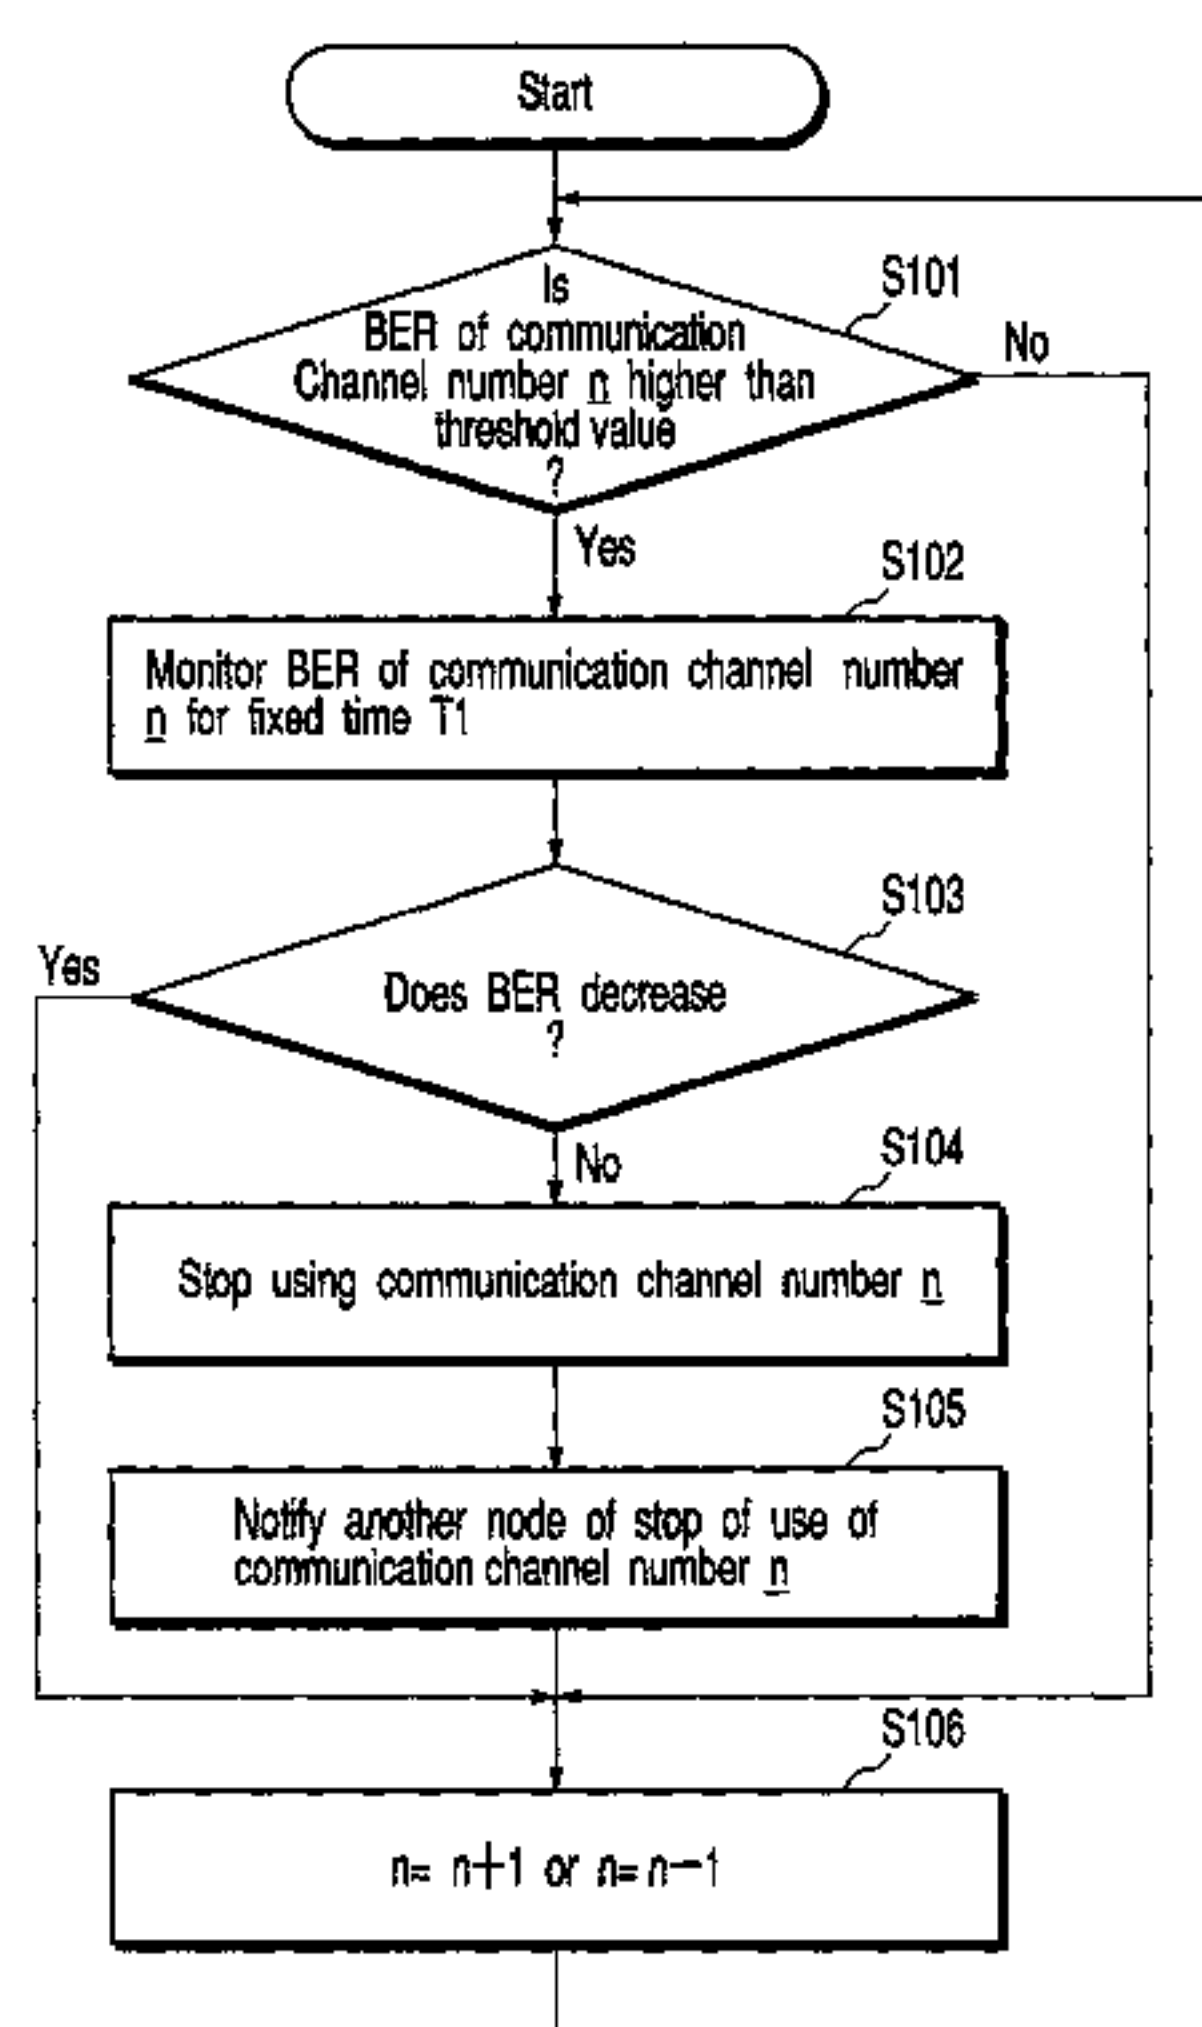 Start
S101
Is
BER of communication
Channel number n higher than
threshold value
?
No
Yes
S102
Monitor BER of communication channel number
n for fixed time T1
S103
Yes
Does BER decrease
?
No
S104
Stop using communication channel number n
S105
Notify another node of stop of use of
communication channel number n
S106
n= n+1 or n= n-1